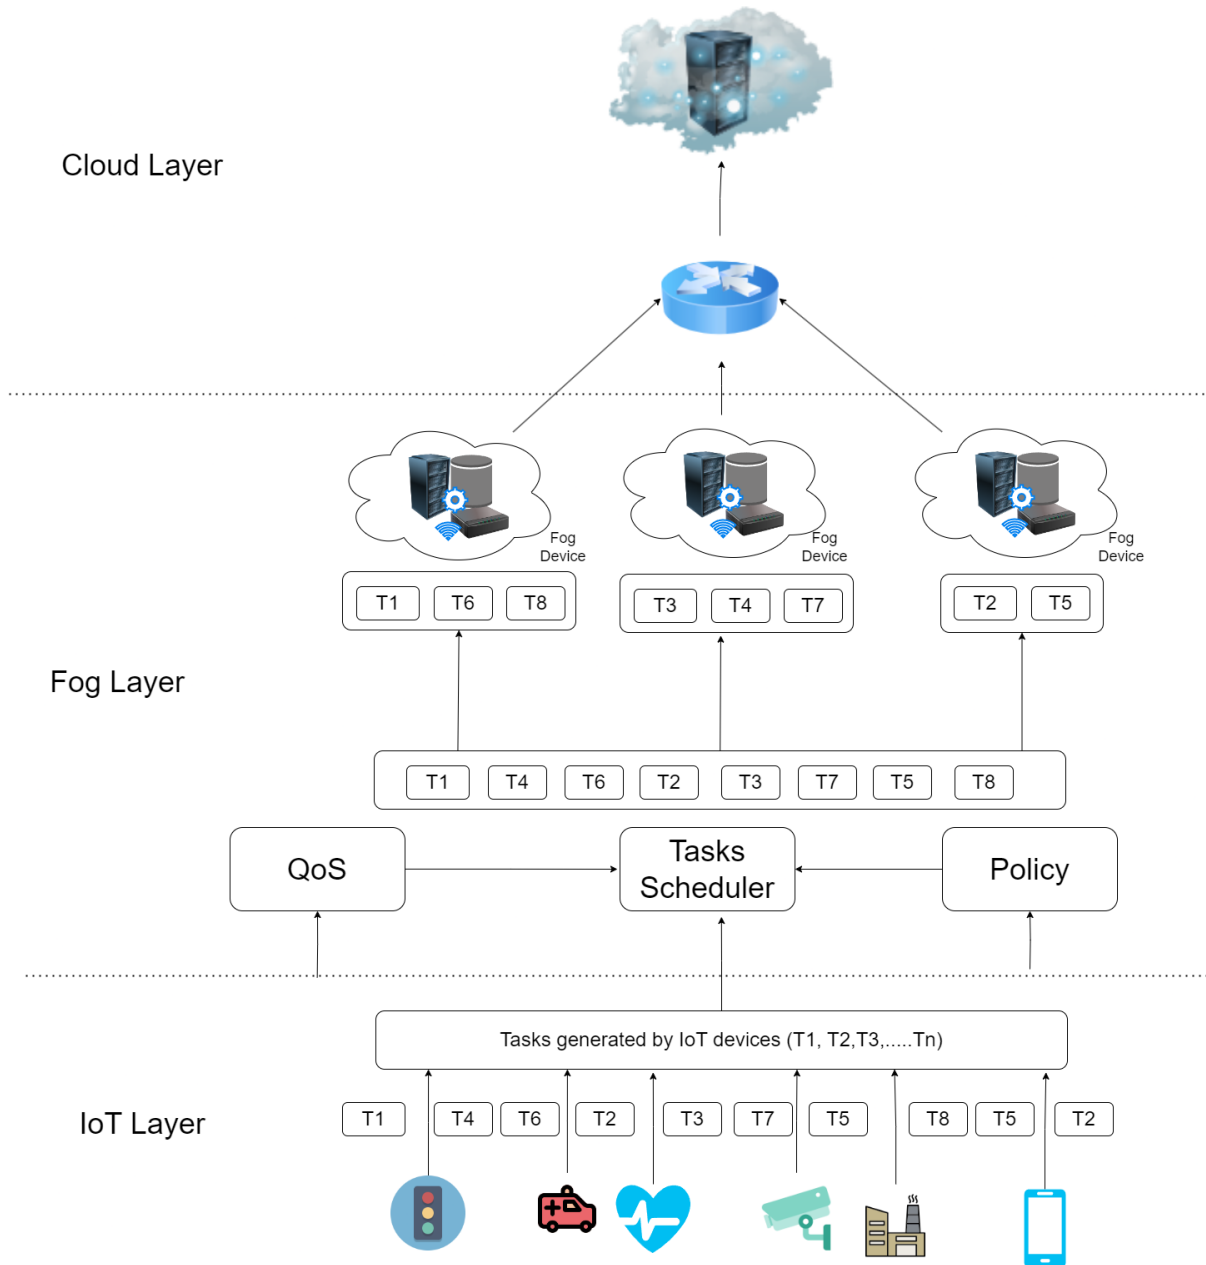 Cloud Layer
Fog
Device
Fog
Device
Fog
Device
T1 T6 T8
T3 T4 T7
T2 T5
Fog Layer
T1 T4 T6 T2 T3 T7 T5 T8
QoS
Tasks
Scheduler
Policy
Tasks generated by IoT devices (T1, T2,T3,.....Tn)
IoT Layer
T1 T4 T6 T2 T3 T7 T5 T8 T5 T2